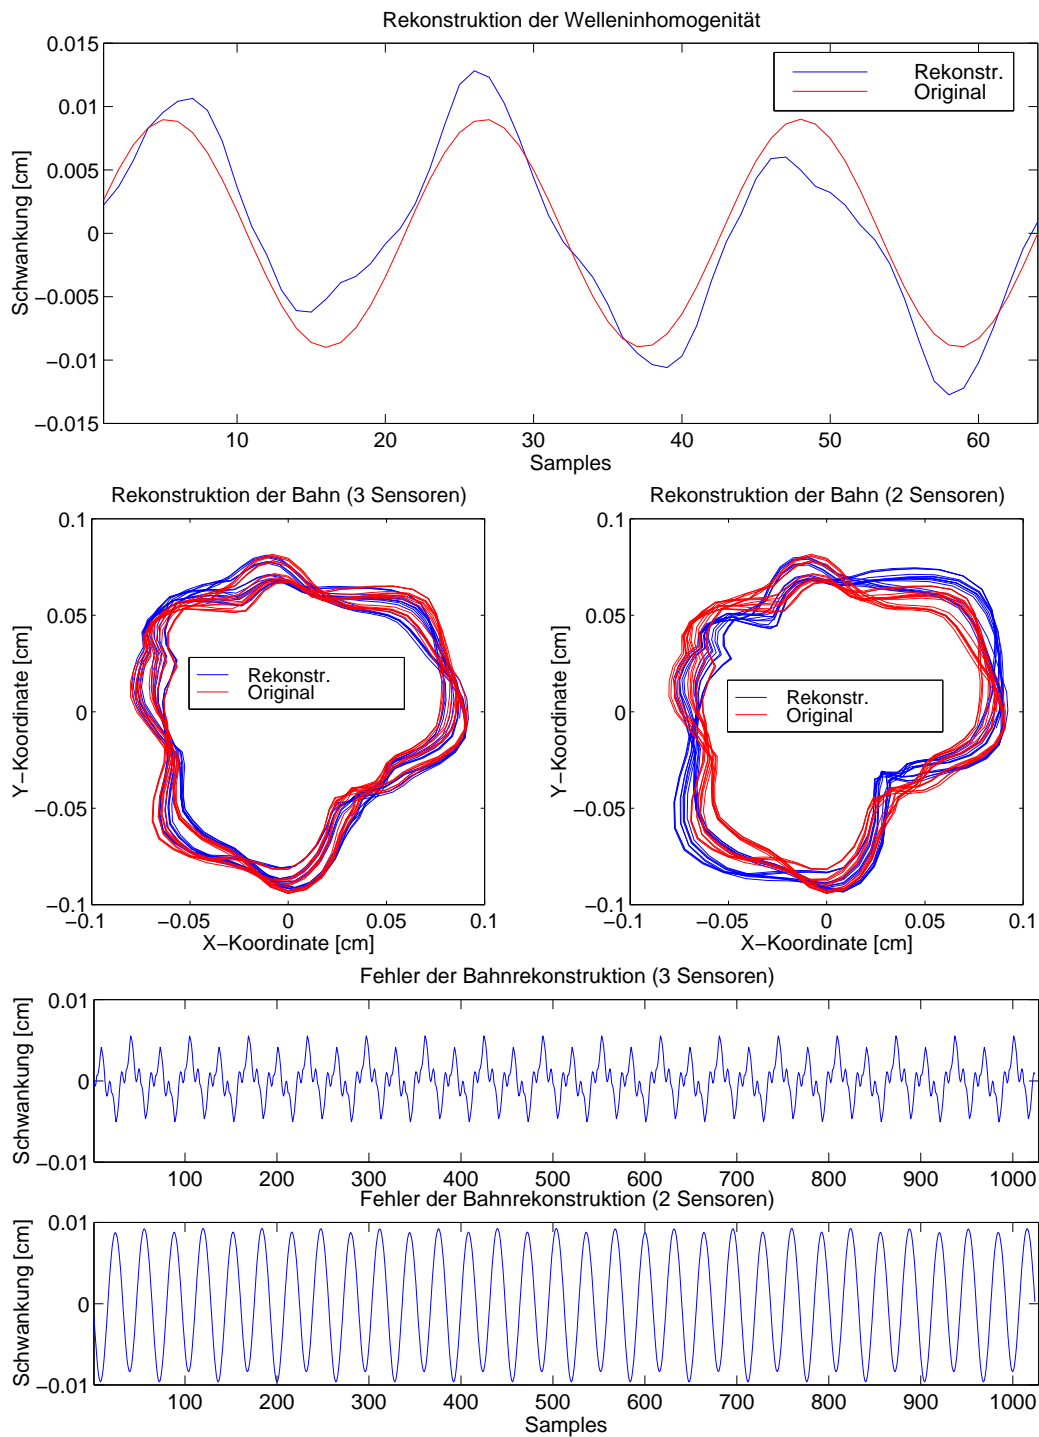 Rekonstruktion der Welleninhomogenität
0.015
0.01
0.005
0
−0.005
−0.01
−0.015
Schwankung [cm]
Rekonstr.
Original
10 20 30 40 50 60
Samples
Rekonstruktion der Bahn (3 Sensoren)
0.1
0.05
0
−0.05
−0.1
Y−Koordinate [cm]
Rekonstr.
Original
−0.1 −0.05 0 0.05 0.1
X−Koordinate [cm]
Rekonstruktion der Bahn (2 Sensoren)
0.1
0.05
0
−0.05
−0.1
Y−Koordinate [cm]
Rekonstr.
Original
−0.1 −0.05 0 0.05 0.1
X−Koordinate [cm]
Fehler der Bahnrekonstruktion (3 Sensoren)
0.01
0
−0.01
Schwankung [cm]
100 200 300 400 500 600 700 800 900 1000
Fehler der Bahnrekonstruktion (2 Sensoren)
0.01
0
−0.01
Schwankung [cm]
100 200 300 400 500 600 700 800 900 1000
Samples